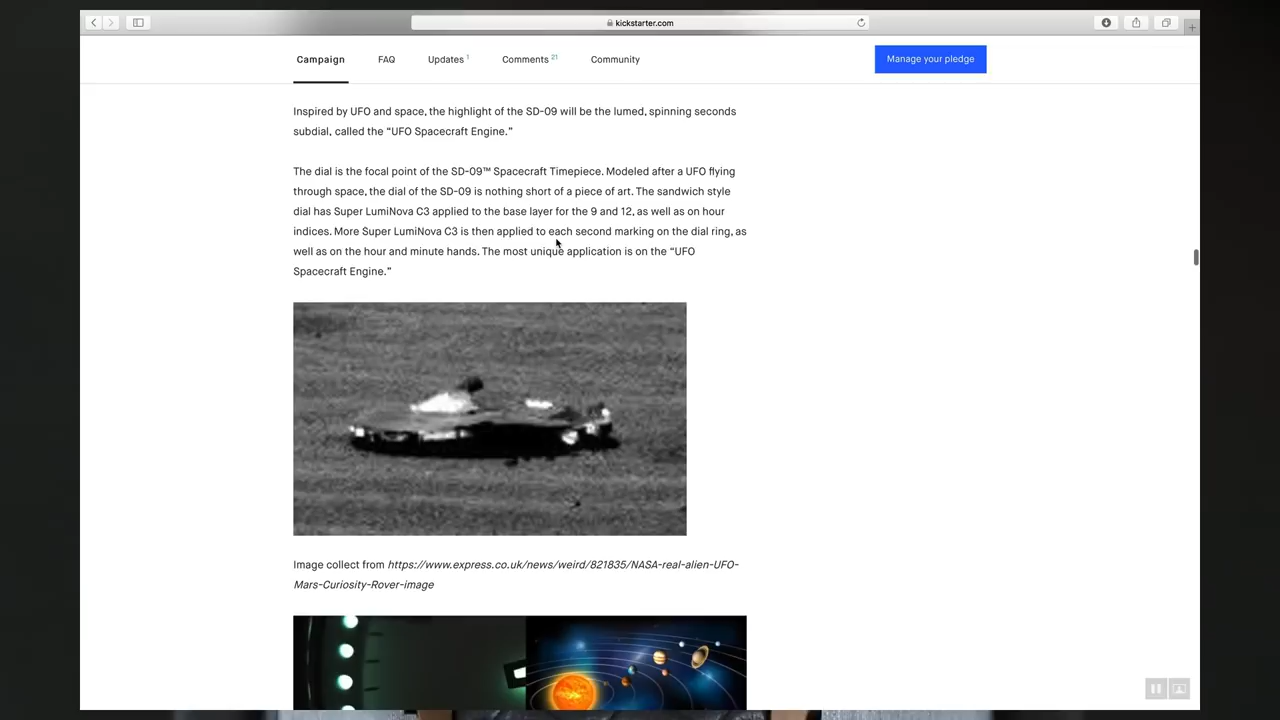 kickstarter.com
Campaign FAQ Updates 1 Comments 21 Community Manage your pledge
Inspired by UFO and space, the highlight of the SD-09 will be the lumed, spinning seconds
subdial, called the “UFO Spacecraft Engine.”
The dial is the focal point of the SD-09™ Spacecraft Timepiece. Modeled after a UFO flying
through space, the dial of the SD-09 is nothing short of a piece of art. The sandwich style
dial has Super LumiNova C3 applied to the base layer for the 9 and 12, as well as on hour
indices. More Super LumiNova C3 is then applied to each second marking on the dial ring, as
well as on the hour and minute hands. The most unique application is on the “UFO
Spacecraft Engine.”
Image collect from https://www.express.co.uk/news/weird/821835/NASA-real-alien-UFO-
Mars-Curiosity-Rover-image